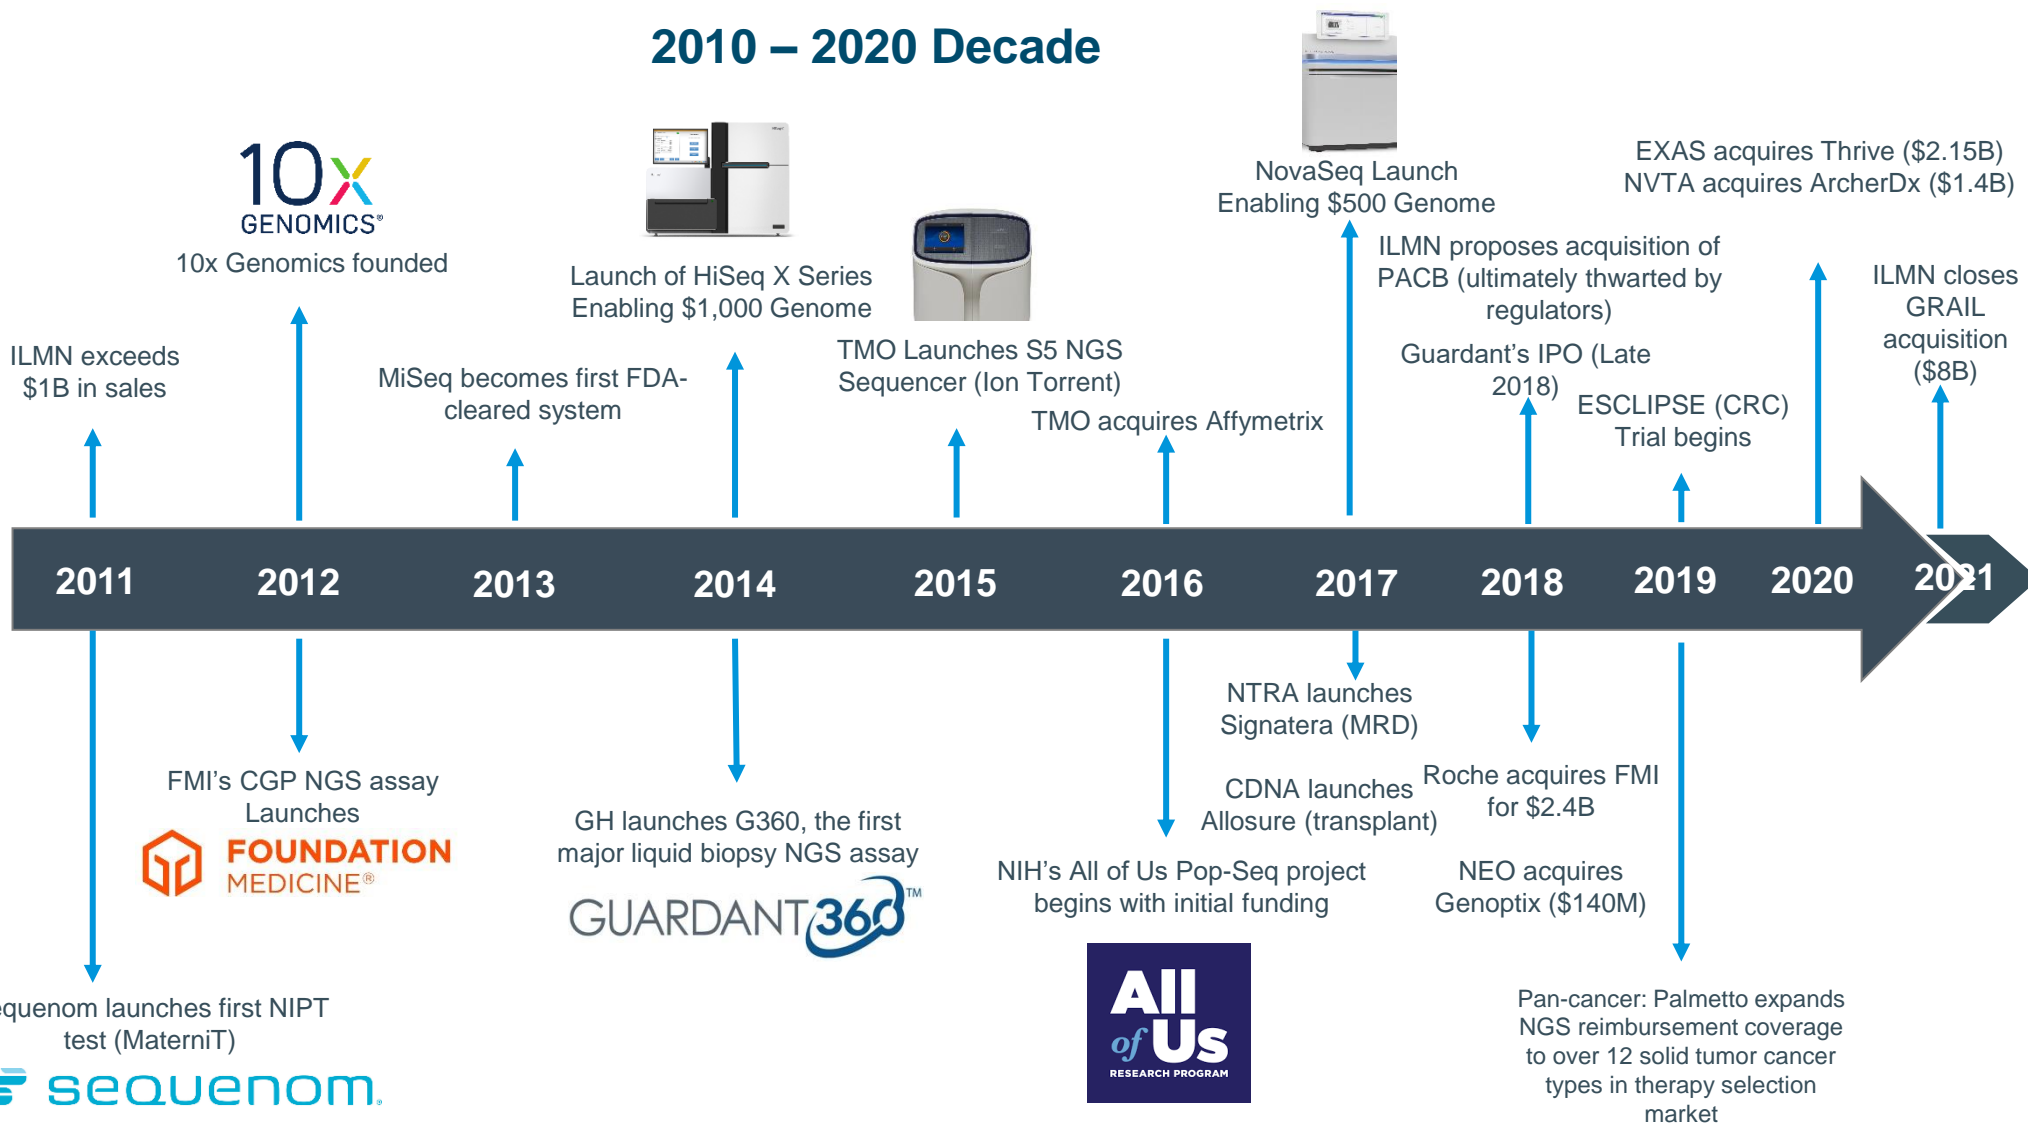 2010 – 2020 Decade
10x
GENOMICS®
10x Genomics founded
ILMN exceeds
$1B in sales
MiSeq becomes first FDA-
cleared system
Launch of HiSeq X Series
Enabling $1,000 Genome
TMO Launches S5 NGS
Sequencer (Ion Torrent)
TMO acquires Affymetrix
NovaSeq Launch
Enabling $500 Genome
ILMN proposes acquisition of
PACB (ultimately thwarted by
regulators)
Guardant’s IPO (Late
2018)
ESCLIPSE (CRC)
Trial begins
EXAS acquires Thrive ($2.15B)
NVTA acquires ArcherDx ($1.4B)
ILMN closes
GRAIL
acquisition
($8B)
2011
2012
2013
2014
2015
2016
2017
2018
2019
2020
2021
equenom launches first NIPT
test (MaterniT)
sequenom.
FMI’s CGP NGS assay
Launches
FOUNDATION
MEDICINE®
GH launches G360, the first
major liquid biopsy NGS assay
GUARDANT360™
NIH’s All of Us Pop-Seq project
begins with initial funding
All
of Us
RESEARCH PROGRAM
NTRA launches
Signatera (MRD)
CDNA launches
Allosure (transplant)
Roche acquires FMI
for $2.4B
NEO acquires
Genoptix ($140M)
Pan-cancer: Palmetto expands
NGS reimbursement coverage
to over 12 solid tumor cancer
types in therapy selection
market